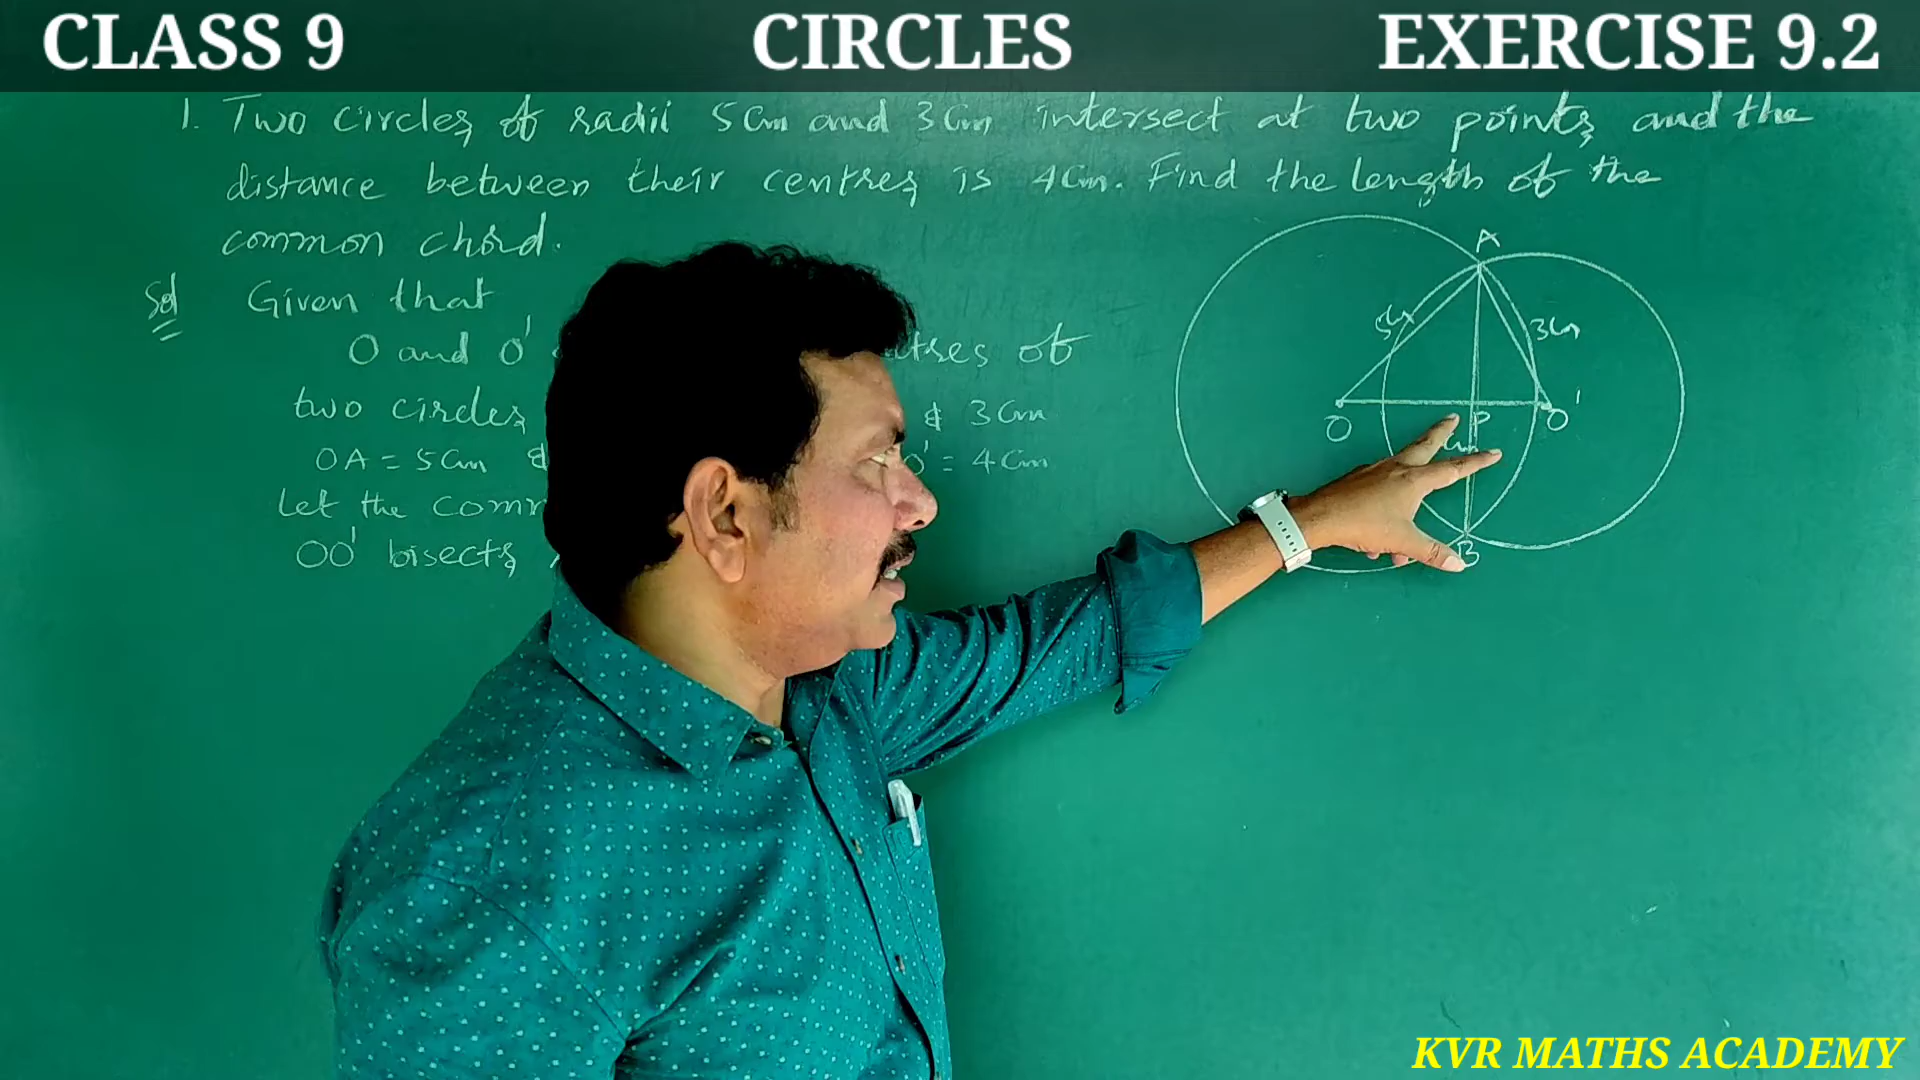 CLASS 9 CIRCLES EXERCISE 9.2
1. Two circles of radii 5cm and 3cm intersect at two points and the
distance between their centres is 4cm. Find the length of the
common chord.
Sol Given that
O and O' of
two circles & 3cm
OA = 5cm & O' = 4cm
Let the
OO' bisects
A
5cm
3cm
O
P
O'
cm
B
KVR MATHS ACADEMY